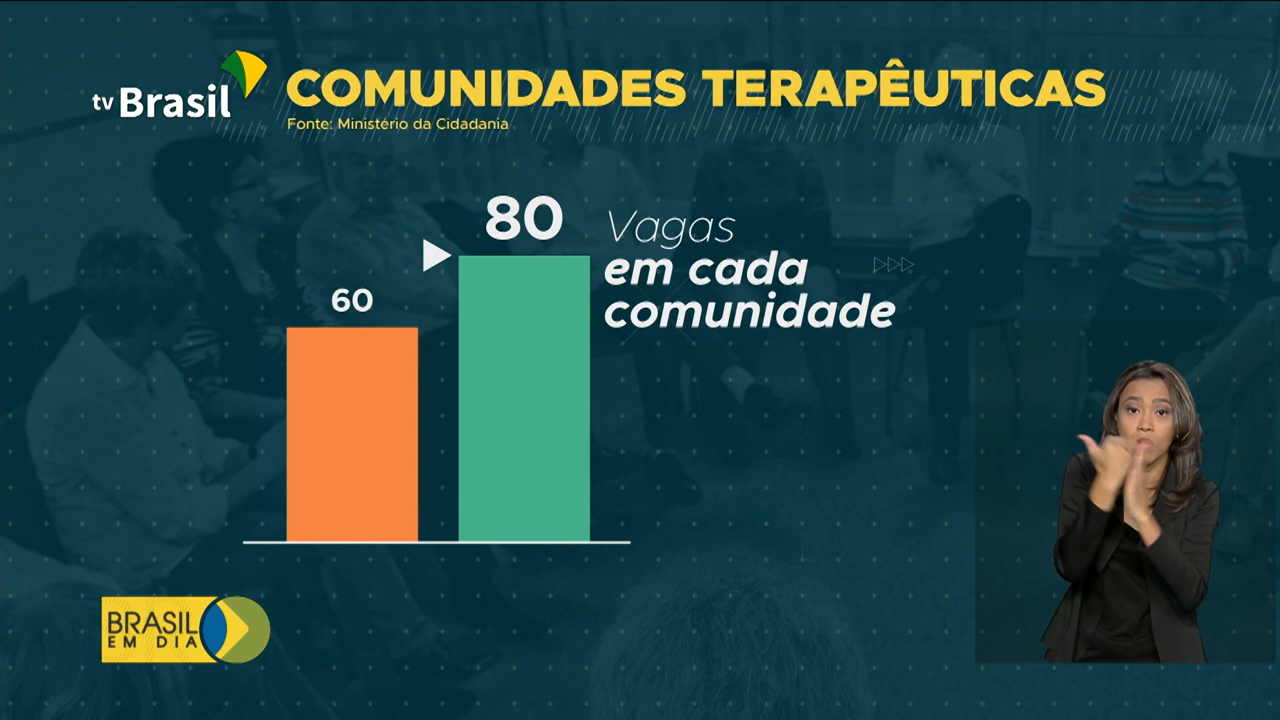 tv Brasil
COMUNIDADES TERAPÊUTICAS
Fonte: Ministério da Cidadania
80
60
Vagas
em cada
comunidade
BRASIL
EM DIA